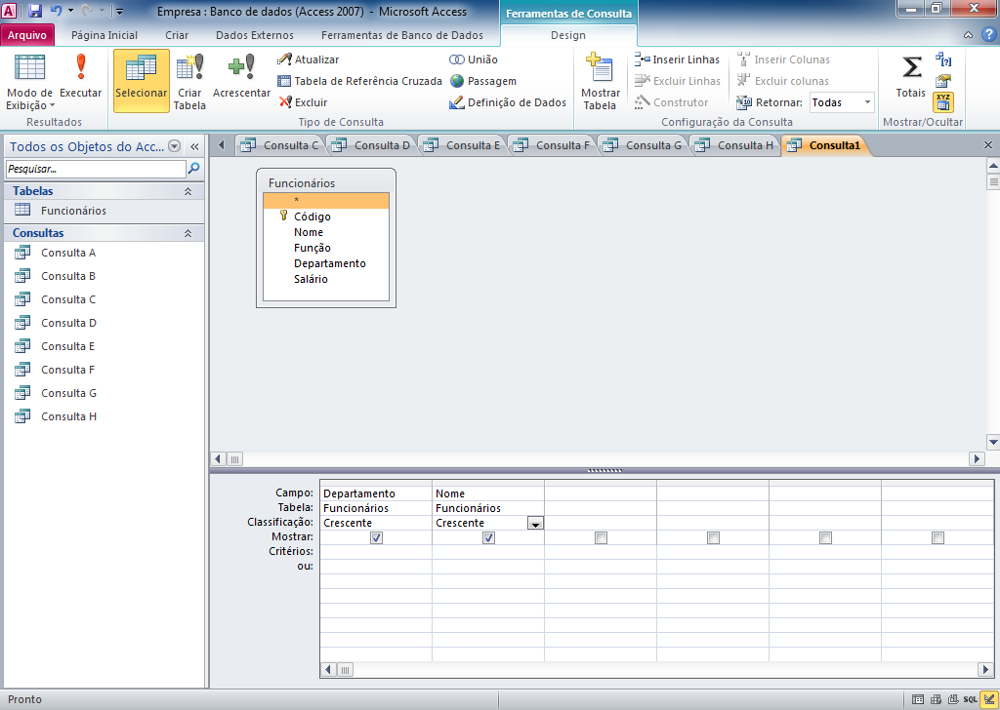 Empresa : Banco de dados (Access 2007) - Microsoft Access
Ferramentas de Consulta
Arquivo Página Inicial Criar Dados Externos Ferramentas de Banco de Dados Design
Modo de Exibição
Executar
Resultados
Selecionar
Criar Tabela
Acrescentar
Atualizar
Tabela de Referência Cruzada
Excluir
União
Passagem
Definição de Dados
Tipo de Consulta
Mostrar Tabela
Inserir Linhas
Excluir Linhas
Construtor
Inserir Colunas
Excluir colunas
Retornar: Todas
Configuração da Consulta
Totais
XYZ
Mostrar/Ocultar
Todos os Objetos do Acc...
Pesquisar...
Tabelas
Funcionários
Consultas
Consulta A
Consulta B
Consulta C
Consulta D
Consulta E
Consulta F
Consulta G
Consulta H
Consulta C Consulta D Consulta E Consulta F Consulta G Consulta H Consulta1
Funcionários
*
Código
Nome
Função
Departamento
Salário
Campo: Departamento Nome
Tabela: Funcionários Funcionários
Classificação: Crescente Crescente
Mostrar:
Critérios:
ou:
Pronto
SQL